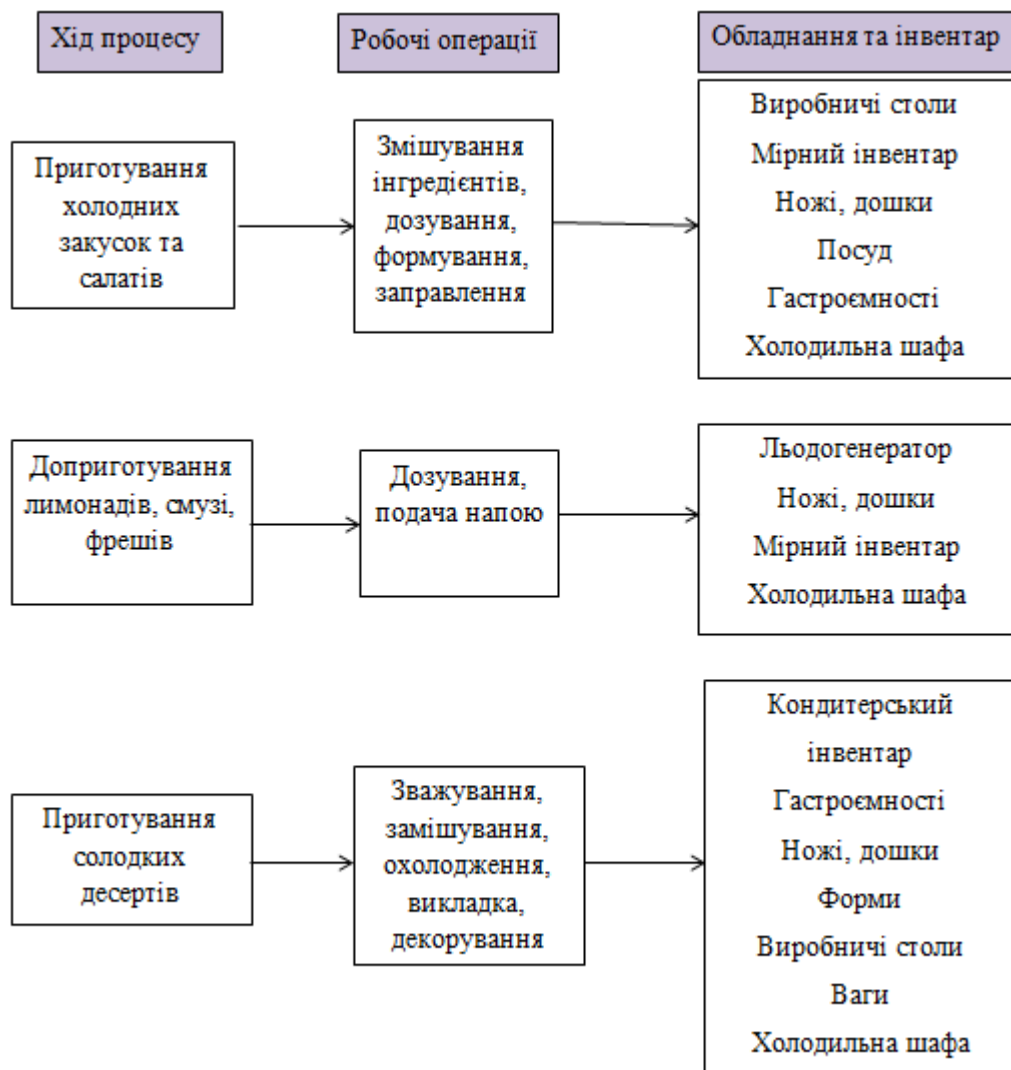 Хід процесу
Робочі операції
Обладнання та інвентар
Приготування
холодних
закусок та
салатів
Змішування
інгредієнтів,
дозування,
формування,
заправлення
Виробничі столи
Мірний інвентар
Ножі, дошки
Посуд
Гастроємності
Холодильна шафа
Доприготування
лимонадів, смузі,
фрешів
Дозування,
подача напою
Льодогенератор
Ножі, дошки
Мірний інвентар
Холодильна шафа
Приготування
солодких
десертів
Зважування,
замішування,
охолодження,
викладка,
декорування
Кондитерський
інвентар
Гастроємності
Ножі, дошки
Форми
Виробничі столи
Ваги
Холодильна шафа